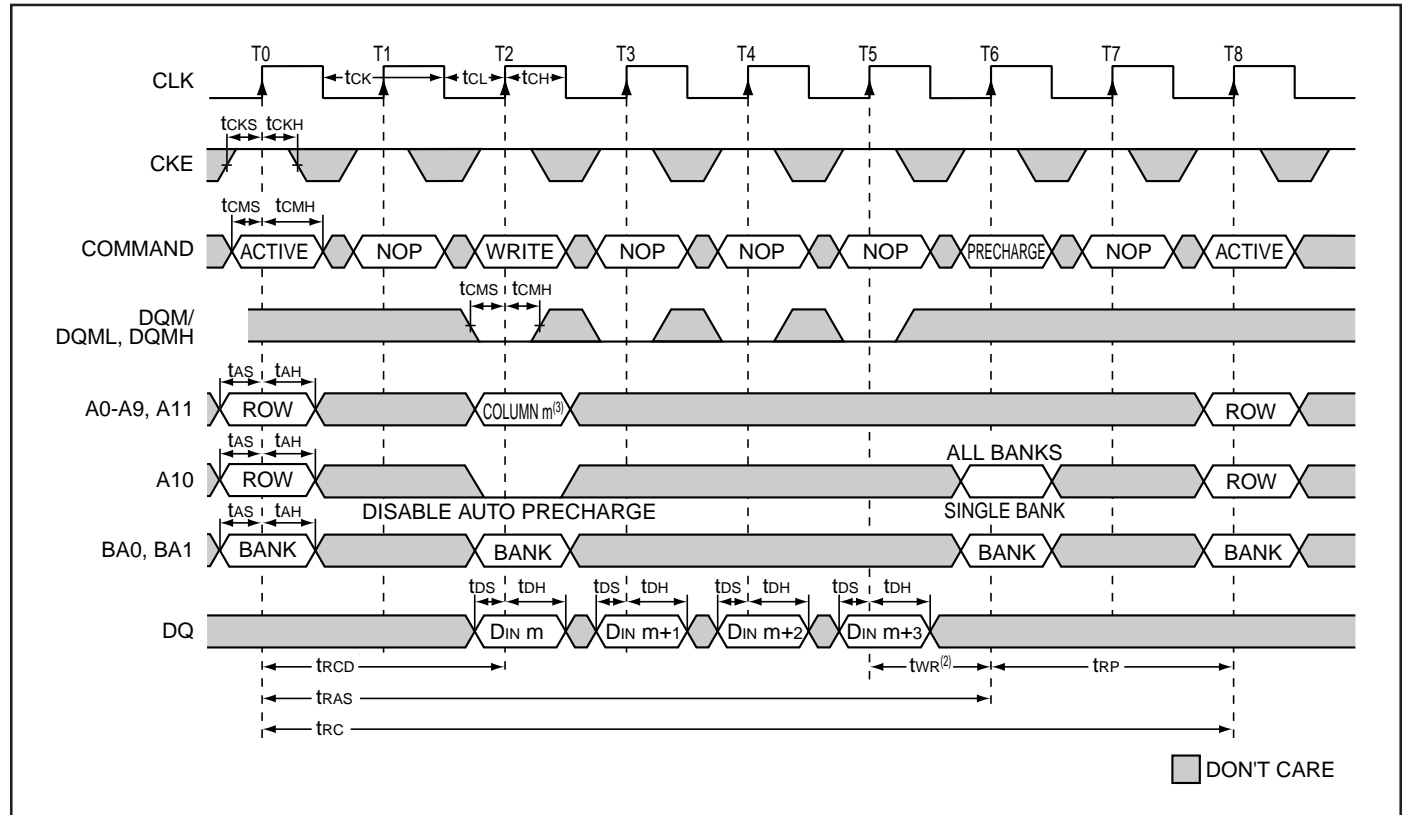 T0 T1 T2 T3 T4 T5 T6 T7 T8
CLK
tCK tCL tCH
tCKS tCKH
CKE
tCMS tCMH
COMMAND ACTIVE NOP WRITE NOP NOP NOP PRECHARGE NOP ACTIVE
tCMS tCMH
DQM/
DQML, DQMH
tAS tAH
A0-A9, A11 ROW COLUMN m(3) ROW
tAS tAH ALL BANKS
A10 ROW ROW
tAS tAH DISABLE AUTO PRECHARGE SINGLE BANK
BA0, BA1 BANK BANK BANK BANK
tDS tDH tDS tDH tDS tDH tDS tDH
DQ DIN m DIN m+1 DIN m+2 DIN m+3
tRCD tWR(2) tRP
tRAS
tRC
DON'T CARE